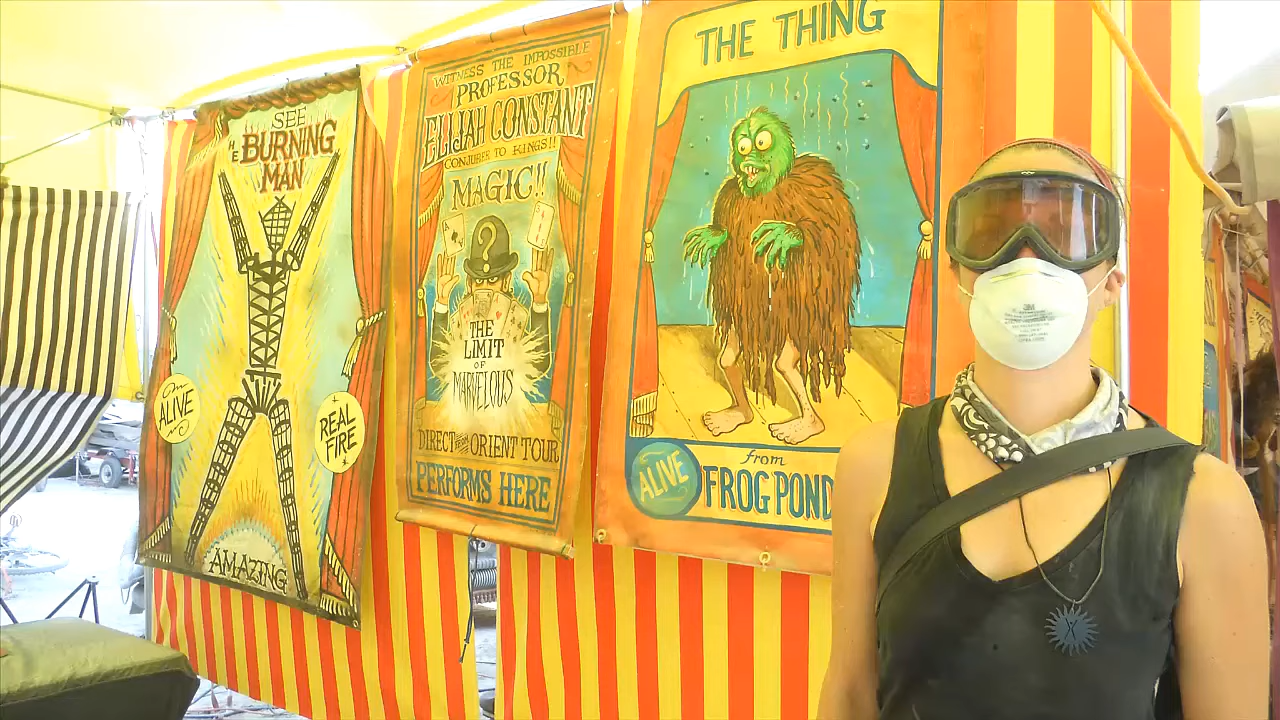 SEE
THE BURNING
MAN
ALIVE
REAL
FIRE
AMAZING
WITNESS THE IMPOSSIBLE
PROFESSOR
ELIJAH CONSTANT
CONJURER TO KINGS!!
MAGIC!!
?
A
THE
LIMIT
OF
MARVELOUS
DIRECT FROM ORIENT TOUR
PERFORMS HERE
THE THING
ALIVE
from
FROG POND
3M